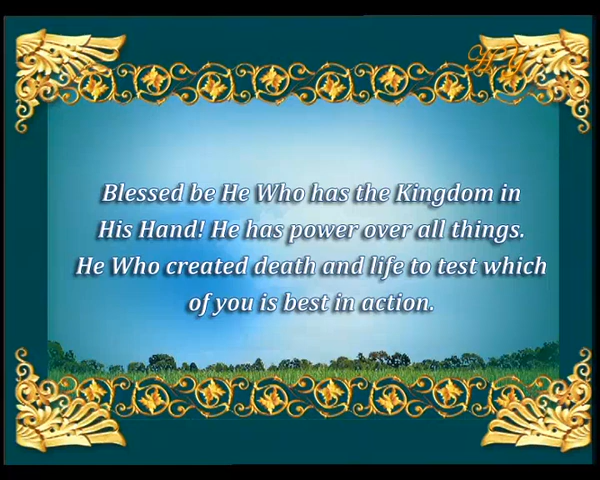 Blessed be He Who has the Kingdom in
His Hand! He has power over all things.
He Who created death and life to test which
of you is best in action.